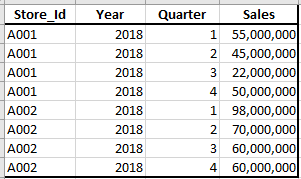 Store_Id Year Quarter Sales
A001 2018 1 55,000,000
A001 2018 2 45,000,000
A001 2018 3 22,000,000
A001 2018 4 50,000,000
A002 2018 1 98,000,000
A002 2018 2 70,000,000
A002 2018 3 60,000,000
A002 2018 4 60,000,000